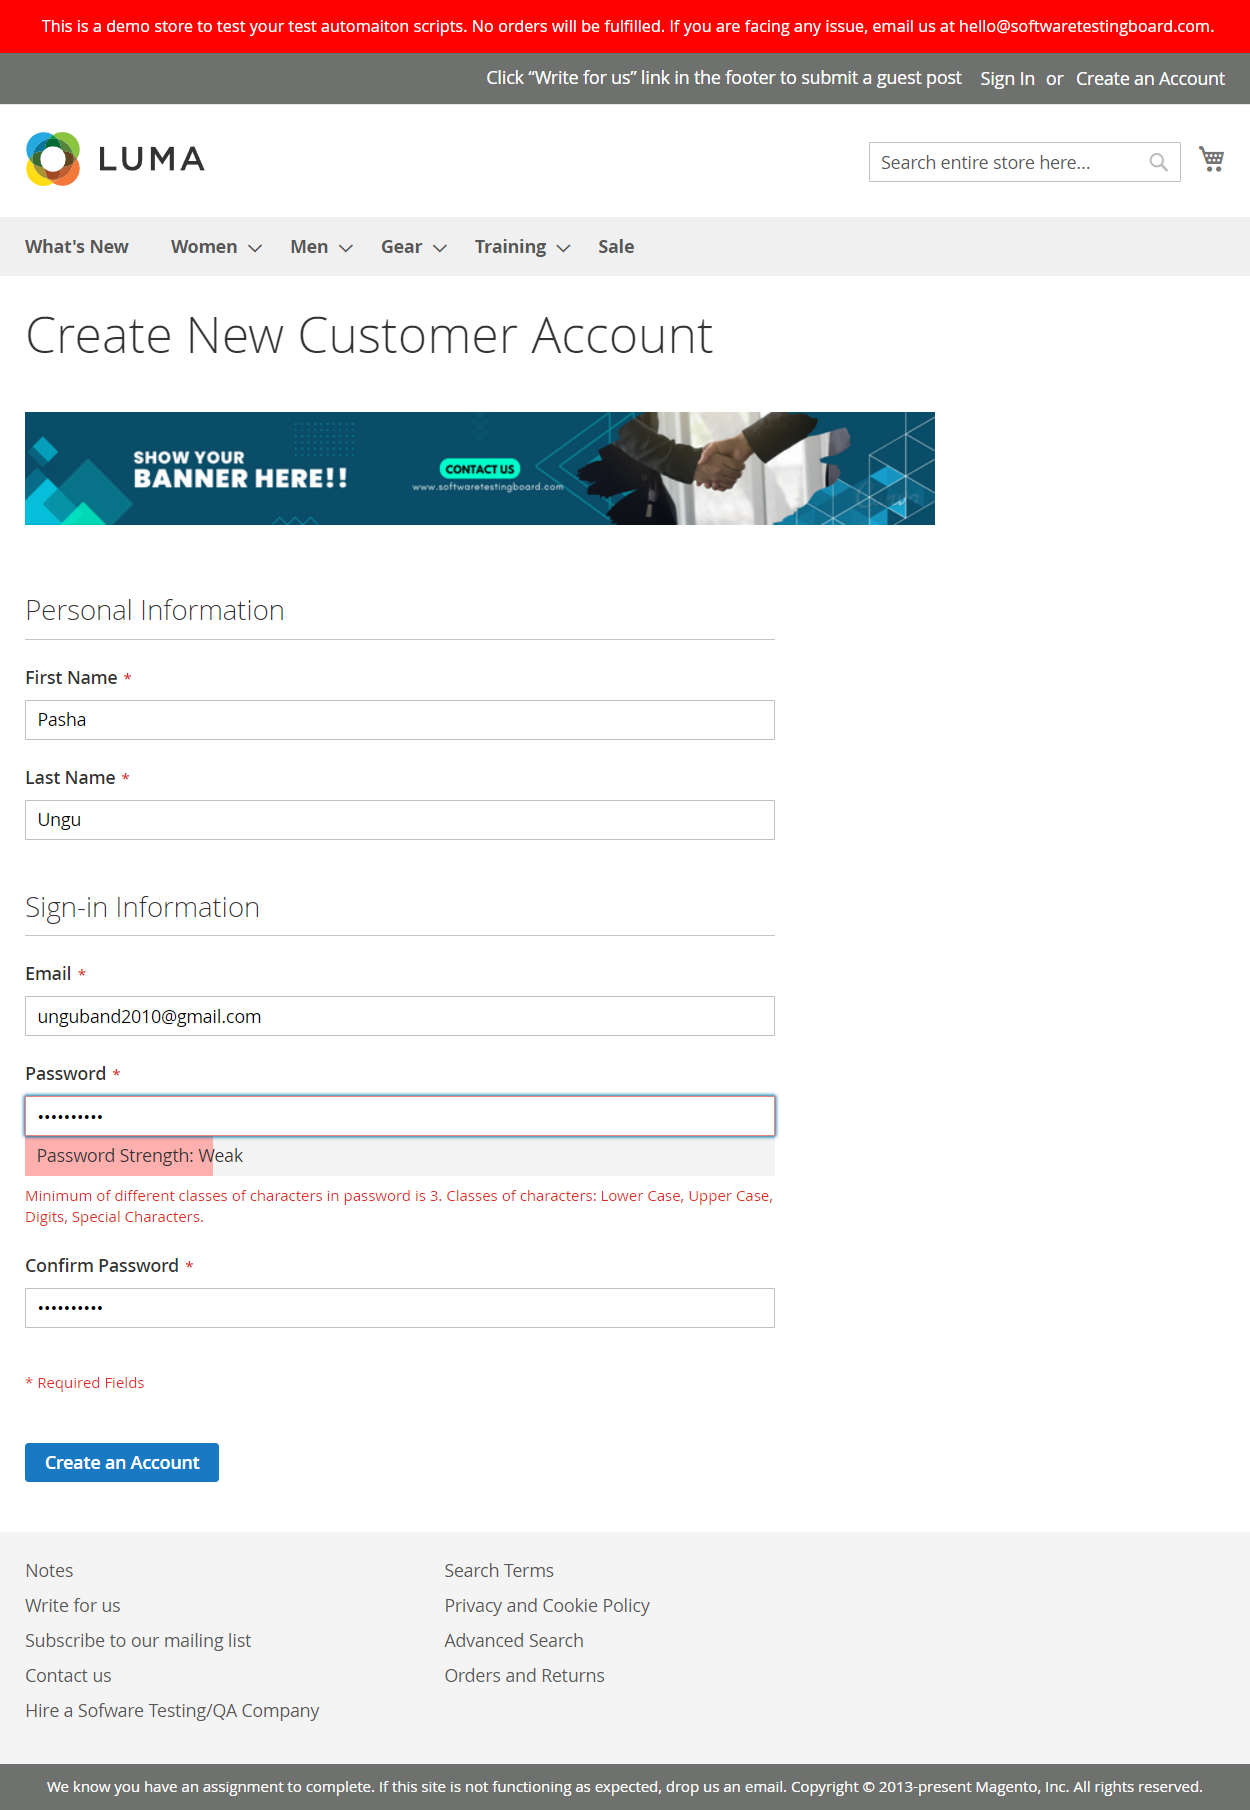 This is a demo store to test your test automaiton scripts. No orders will be fulfilled. If you are facing any issue, email us at hello@softwaretestingboard.com.
Click “Write for us” link in the footer to submit a guest post Sign In or Create an Account
LUMA
Search entire store here...
What's New Women Men Gear Training Sale
Create New Customer Account
SHOW YOUR
BANNER HERE!!
CONTACT US
www.softwaretestingboard.com
Personal Information
First Name *
Pasha
Last Name *
Ungu
Sign-in Information
Email *
unguband2010@gmail.com
Password *
••••••••••
Password Strength: Weak
Minimum of different classes of characters in password is 3. Classes of characters: Lower Case, Upper Case,
Digits, Special Characters.
Confirm Password *
••••••••••
* Required Fields
Create an Account
Notes
Write for us
Subscribe to our mailing list
Contact us
Hire a Sofware Testing/QA Company
Search Terms
Privacy and Cookie Policy
Advanced Search
Orders and Returns
We know you have an assignment to complete. If this site is not functioning as expected, drop us an email. Copyright © 2013-present Magento, Inc. All rights reserved.